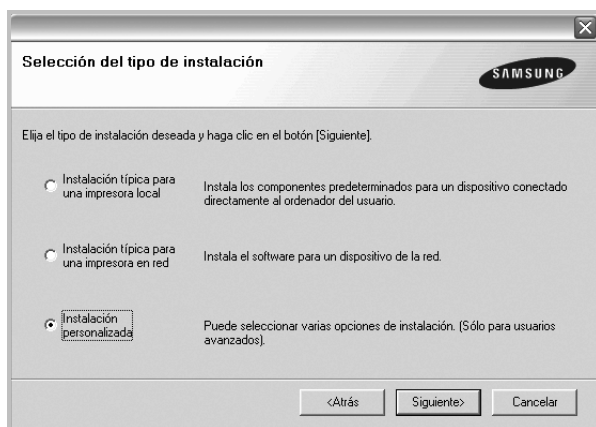 Selección del tipo de instalación
SAMSUNG
Elija el tipo de instalación deseada y haga clic en el botón [Siguiente].
Instalación típica para
una impresora local
Instala los componentes predeterminados para un dispositivo conectado
directamente al ordenador del usuario.
Instalación típica para
una impresora en red
Instala el software para un dispositivo de la red.
Instalación
personalizada
Puede seleccionar varias opciones de instalación. (Sólo para usuarios
avanzados).
<Atrás
Siguiente>
Cancelar